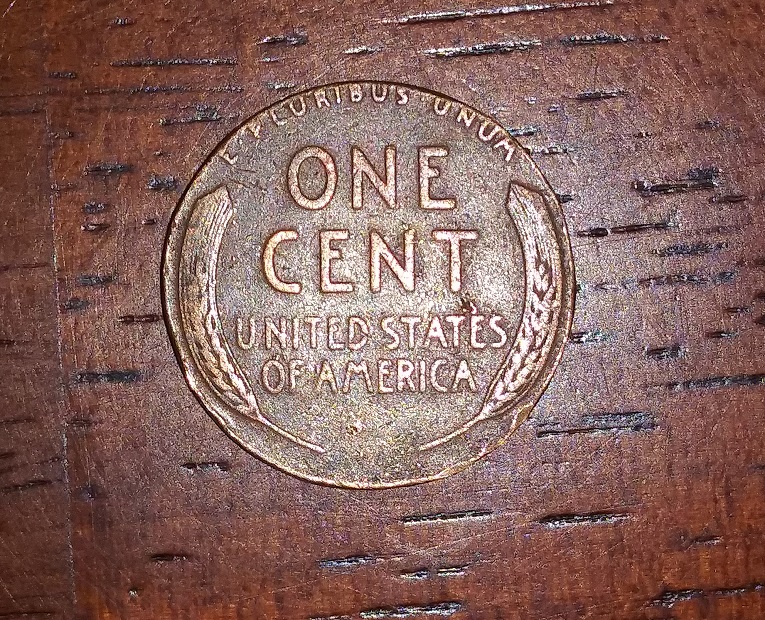 E PLURIBUS UNUM
ONE
CENT
UNITED STATES
OF AMERICA